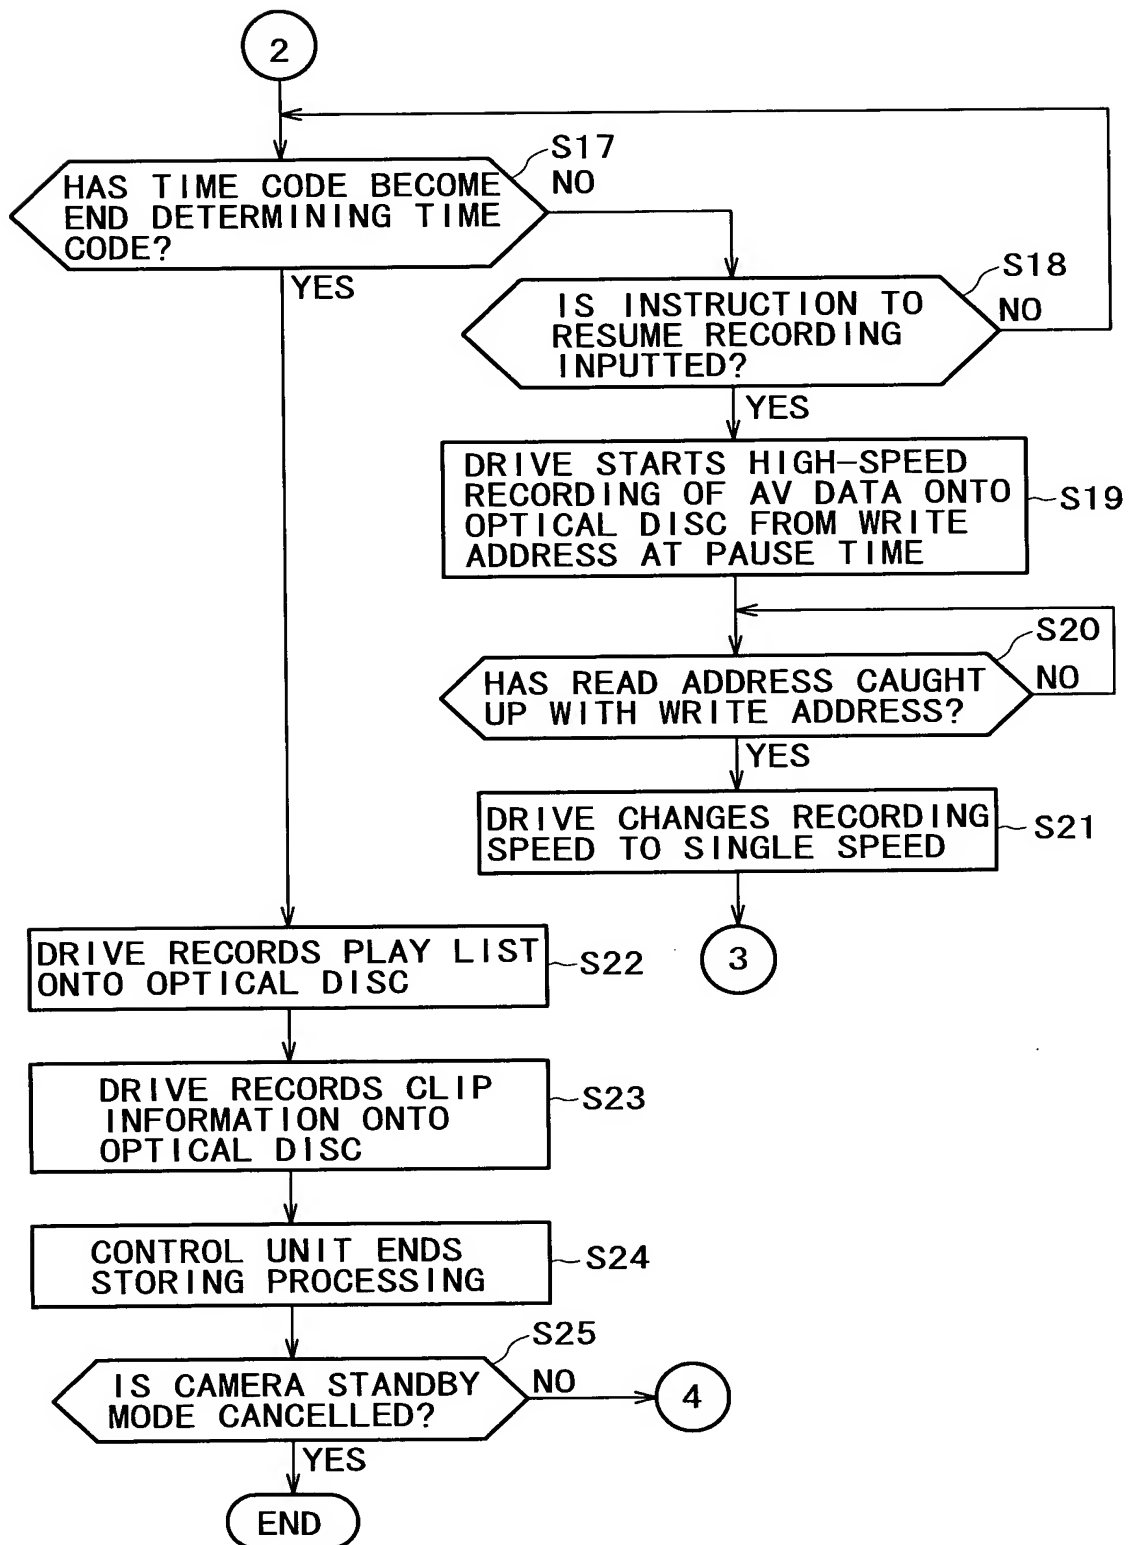 2
S17
HAS TIME CODE BECOME
END DETERMINING TIME
CODE?
NO
YES
S18
IS INSTRUCTION TO
RESUME RECORDING
INPUTTED?
NO
YES
DRIVE STARTS HIGH-SPEED
RECORDING OF AV DATA ONTO
OPTICAL DISC FROM WRITE
ADDRESS AT PAUSE TIME
S19
S20
HAS READ ADDRESS CAUGHT
UP WITH WRITE ADDRESS?
NO
YES
DRIVE CHANGES RECORDING
SPEED TO SINGLE SPEED
S21
3
DRIVE RECORDS PLAY LIST
ONTO OPTICAL DISC
S22
DRIVE RECORDS CLIP
INFORMATION ONTO
OPTICAL DISC
S23
CONTROL UNIT ENDS
STORING PROCESSING
S24
S25
IS CAMERA STANDBY
MODE CANCELLED?
NO
4
YES
END